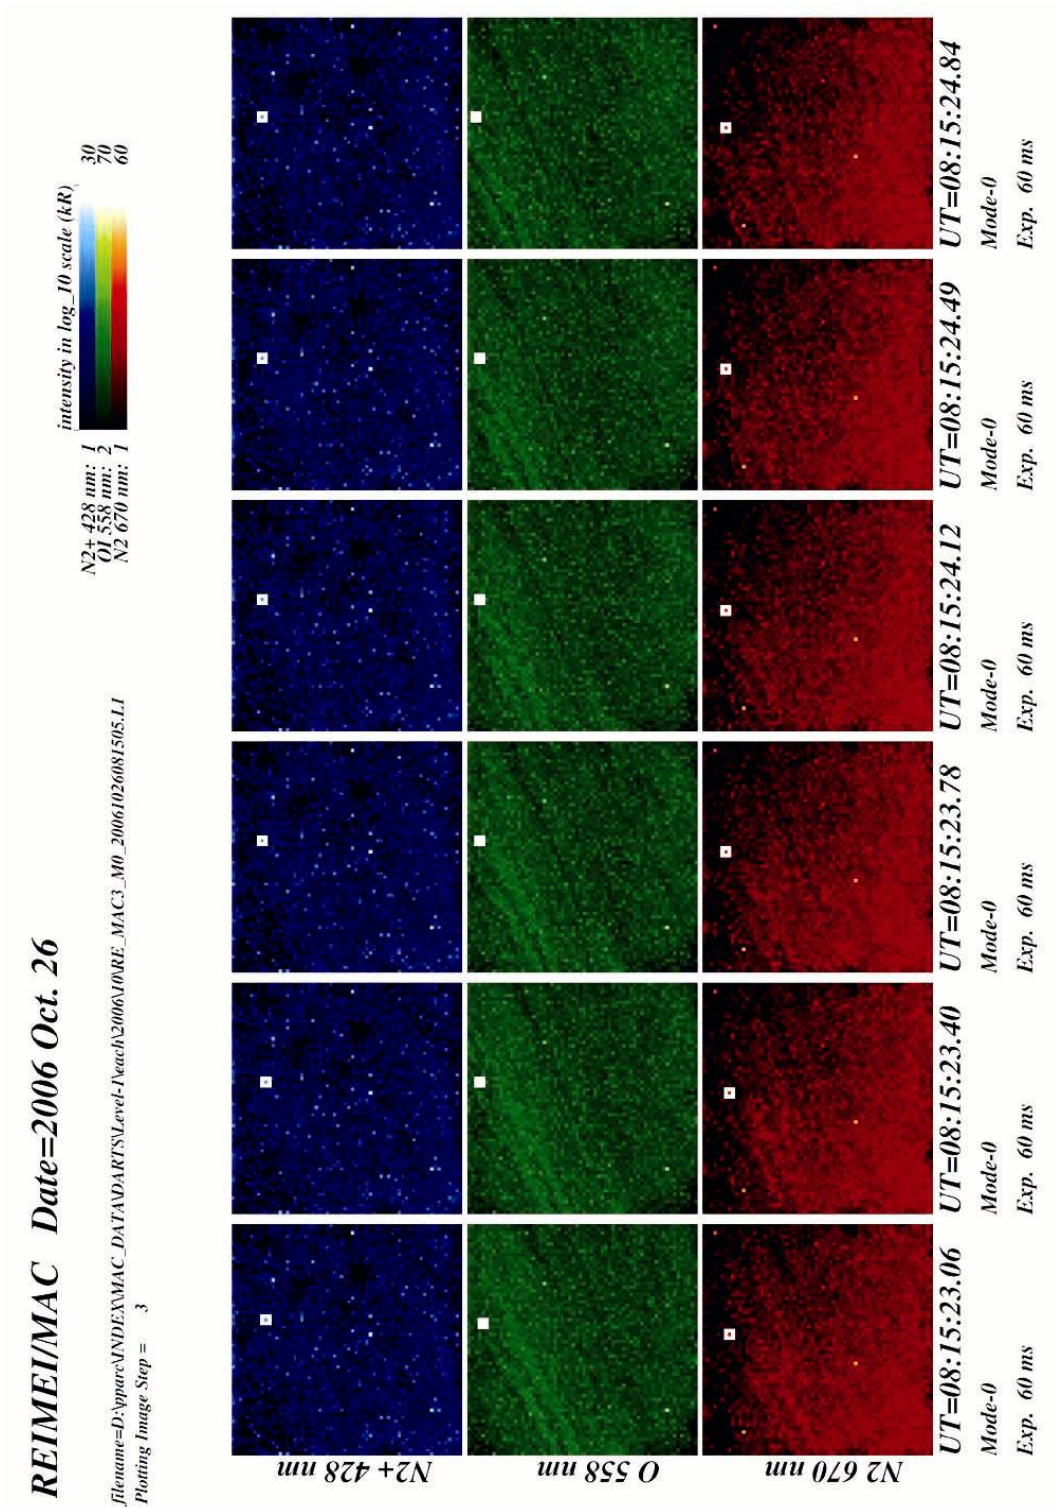 REIMEI/MAC Date=2006 Oct. 26
filename=D:\pparc\INDEX\MAC_DATA\DARTS\Level-1\each\2006\10\RE_MAC3_M0_20061026081505.L1
Plotting Image Step = 3
intensity in log_10 scale (kR)
N2+ 428 nm: 1 30
OI 558 nm: 2 70
N2 670 nm: 1 60
N2+ 428 nm
O 558 nm
N2 670 nm
UT=08:15:23.06
Mode-0
Exp. 60 ms
UT=08:15:23.40
Mode-0
Exp. 60 ms
UT=08:15:23.78
Mode-0
Exp. 60 ms
UT=08:15:24.12
Mode-0
Exp. 60 ms
UT=08:15:24.49
Mode-0
Exp. 60 ms
UT=08:15:24.84
Mode-0
Exp. 60 ms